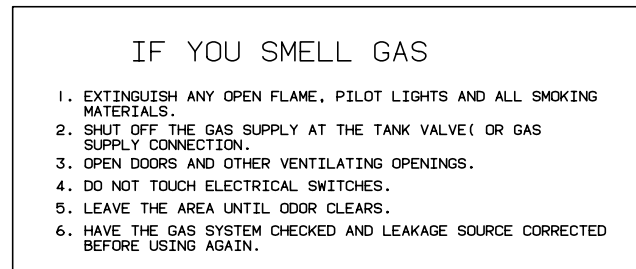 IF YOU SMELL GAS
1. EXTINGUISH ANY OPEN FLAME, PILOT LIGHTS AND ALL SMOKING
MATERIALS.
2. SHUT OFF THE GAS SUPPLY AT THE TANK VALVE( OR GAS
SUPPLY CONNECTION.
3. OPEN DOORS AND OTHER VENTILATING OPENINGS.
4. DO NOT TOUCH ELECTRICAL SWITCHES.
5. LEAVE THE AREA UNTIL ODOR CLEARS.
6. HAVE THE GAS SYSTEM CHECKED AND LEAKAGE SOURCE CORRECTED
BEFORE USING AGAIN.